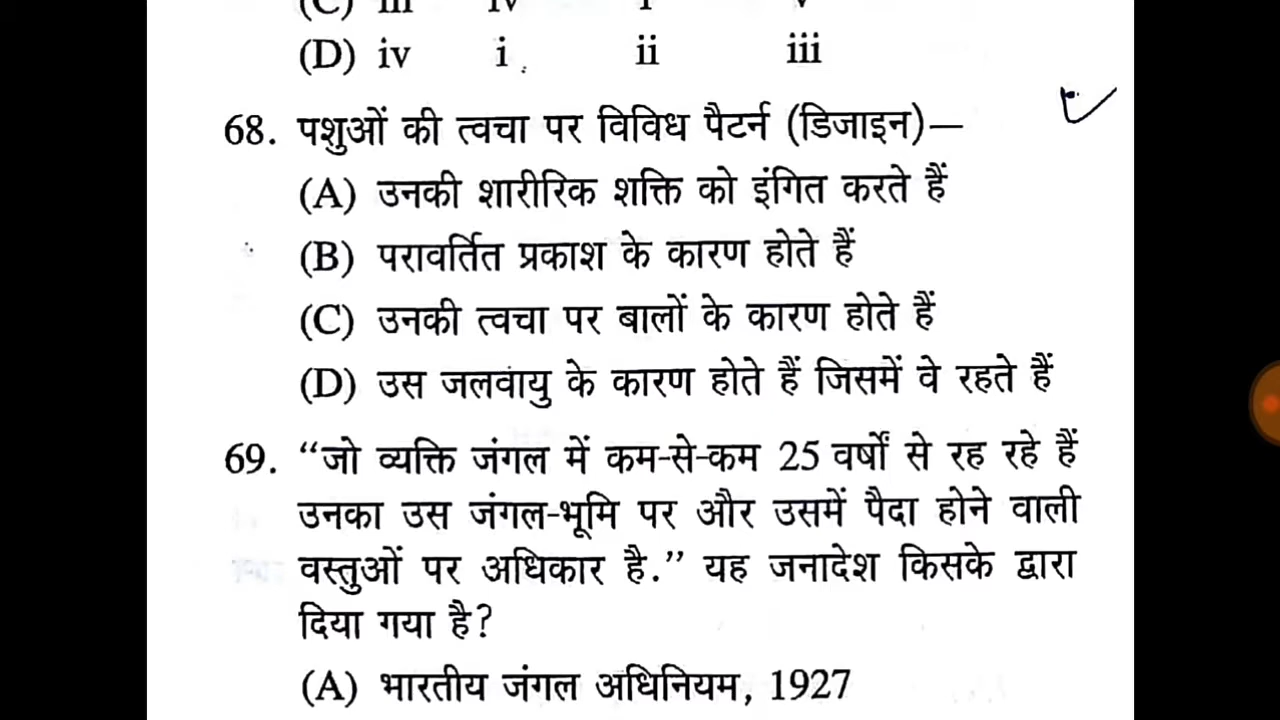 (C) iii iv i v
(D) iv i ii iii
68. पशुओं की त्वचा पर विविध पैटर्न (डिजाइन)—
(A) उनकी शारीरिक शक्ति को इंगित करते हैं
(B) परावर्तित प्रकाश के कारण होते हैं
(C) उनकी त्वचा पर बालों के कारण होते हैं
(D) उस जलवायु के कारण होते हैं जिसमें वे रहते हैं
69. “जो व्यक्ति जंगल में कम-से-कम 25 वर्षों से रह रहे हैं
उनका उस जंगल-भूमि पर और उसमें पैदा होने वाली
वस्तुओं पर अधिकार है.” यह जनादेश किसके द्वारा
दिया गया है?
(A) भारतीय जंगल अधिनियम, 1927